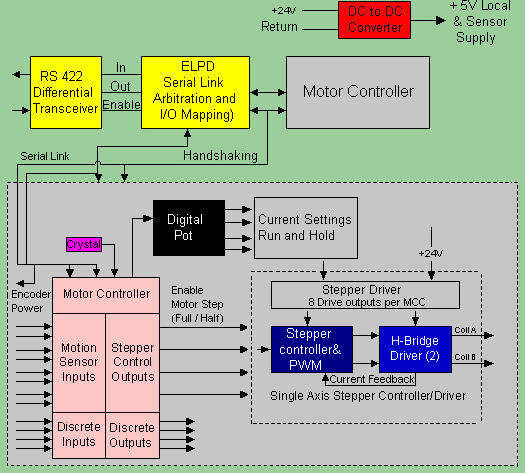 +24V
Return
DC to DC
Converter
+ 5V Local
& Sensor
Supply
RS 422
Differential
Transceiver
In
Out
Enable
ELPD
Serial Link
Arbitration and
I/O Mapping)
Motor Controller
Serial Link
Handshaking
Digital
Pot
Current Settings
Run and Hold
Crystal
+24V
Encoder
Power
Motor Controller
Enable
Motor Step
(Full / Half)
Stepper Driver
8 Drive outputs per MCC
Motion
Sensor
Inputs
Stepper
Control
Outputs
Stepper
controller&
PWM
H-Bridge
Driver (2)
Coil A
Coil B
Current Feedback
Single Axis Stepper Controller/Driver
Discrete
Inputs
Discrete
Outputs